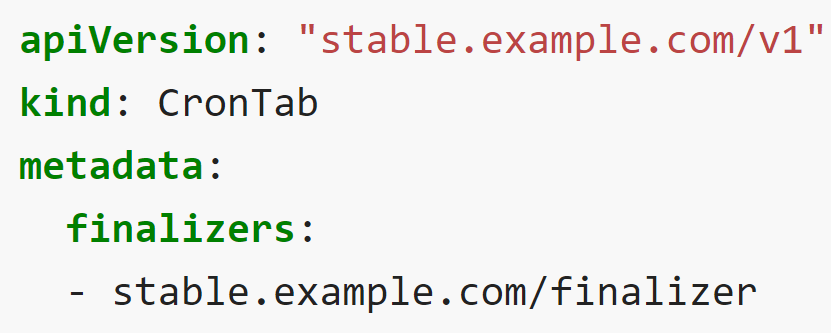 apiVersion: "stable.example.com/v1"
kind: CronTab
metadata:
  finalizers:
  - stable.example.com/finalizer